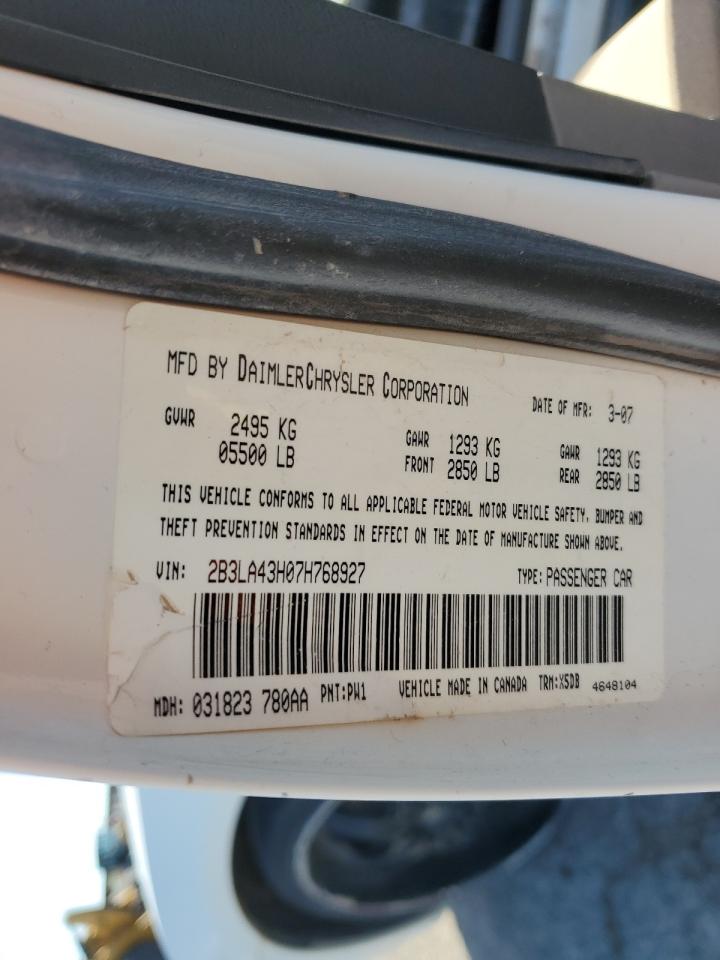 MFD BY DAIMLERCHRYSLER CORPORATION DATE OF MFR: 3-07
GVWR 2495 KG GAWR 1293 KG GAWR 1293 KG
05500 LB FRONT 2850 LB REAR 2850 LB
THIS VEHICLE CONFORMS TO ALL APPLICABLE FEDERAL MOTOR VEHICLE SAFETY, BUMPER AND
THEFT PREVENTION STANDARDS IN EFFECT ON THE DATE OF MANUFACTURE SHOWN ABOVE.
VIN: 2B3LA43H07H768927 TYPE: PASSENGER CAR
MDH: 031823 780AA PNT:PW1 VEHICLE MADE IN CANADA TRM:X5DB 4648104